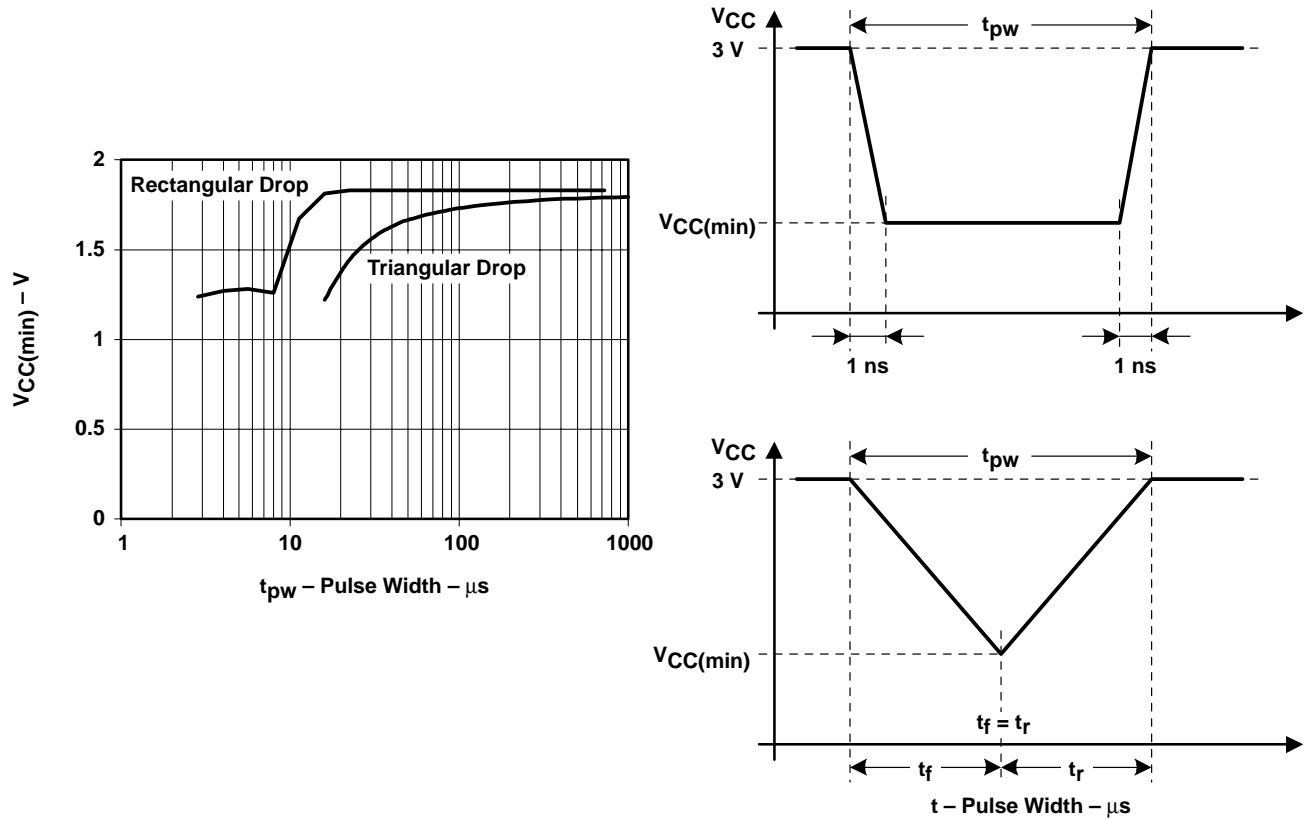 2
1.5
1
0.5
0
VCC(min) – V
Rectangular Drop
Triangular Drop
1
10
100
1000
tpw – Pulse Width – μs
VCC
3 V
tpw
VCC(min)
1 ns
1 ns
VCC
3 V
tpw
VCC(min)
tf = tr
tf
tr
t – Pulse Width – μs